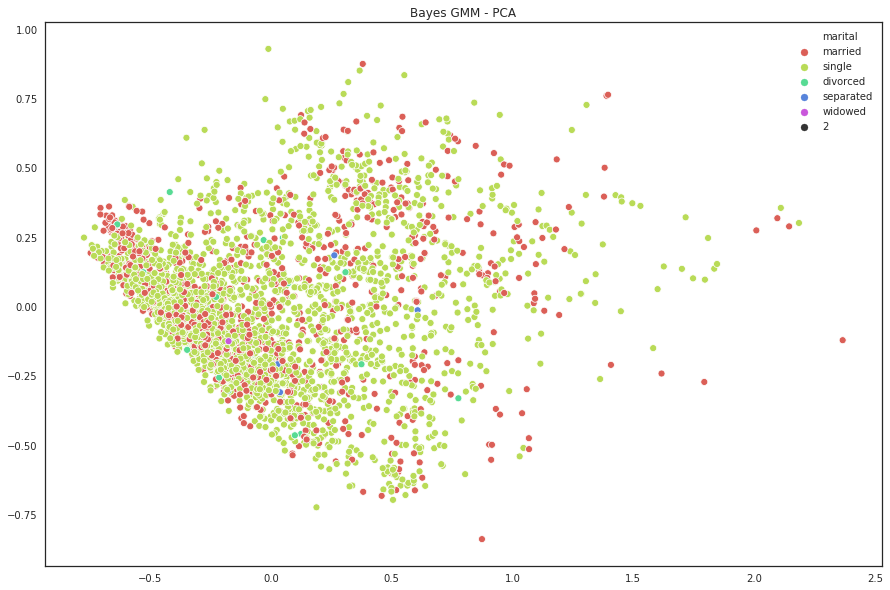 Bayes GMM - PCA
marital
married
single
divorced
separated
widowed
2
1.00
0.75
0.50
0.25
0.00
−0.25
−0.50
−0.75
−0.5 0.0 0.5 1.0 1.5 2.0 2.5